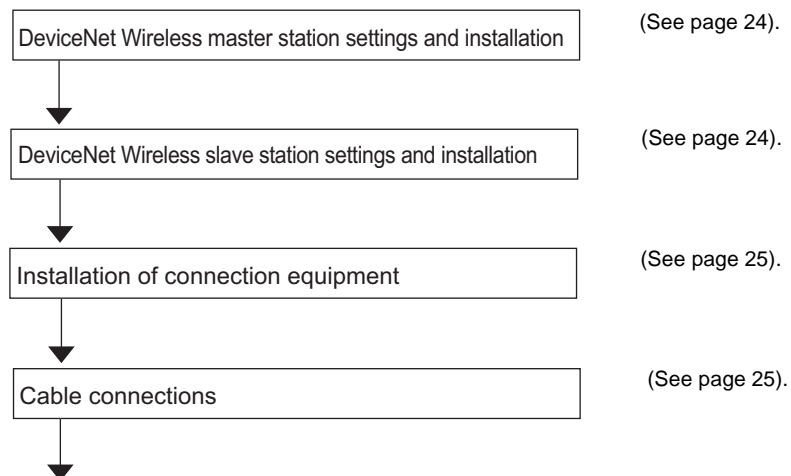 DeviceNet Wireless master station settings and installation (See page 24).
DeviceNet Wireless slave station settings and installation (See page 24).
Installation of connection equipment (See page 25).
Cable connections (See page 25).